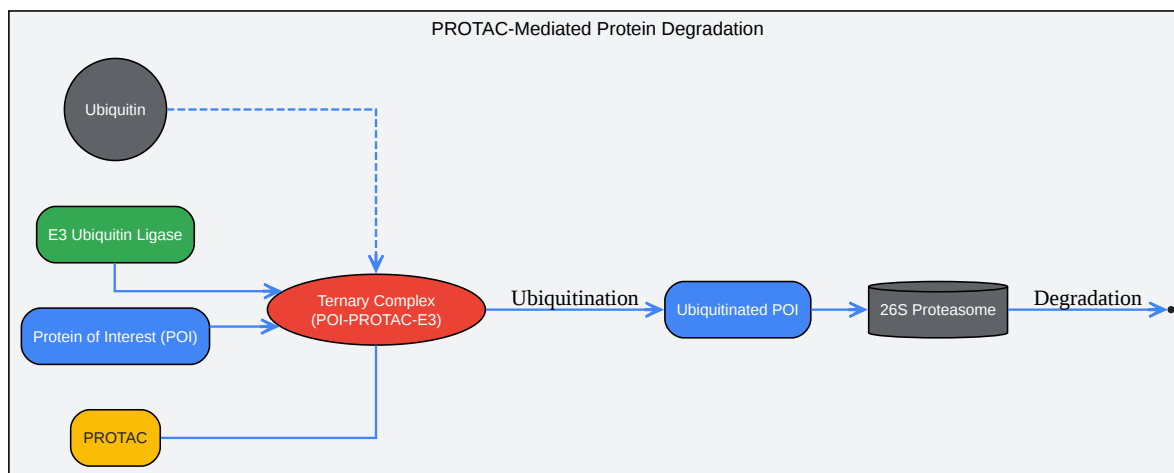 PROTAC-Mediated Protein Degradation
Ubiquitin
E3 Ubiquitin Ligase
Protein of Interest (POI)
PROTAC
Ternary Complex
(POI-PROTAC-E3)
Ubiquitination
Ubiquitinated POI
26S Proteasome
Degradation